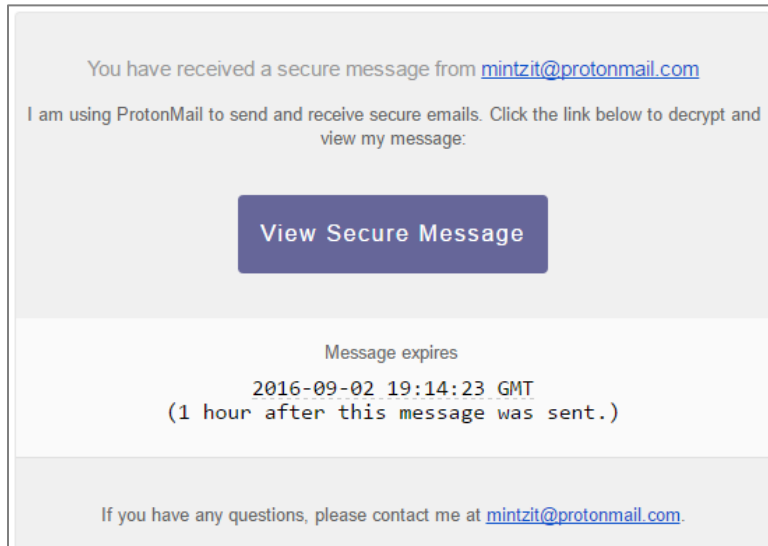 You have received a secure message from mintzit@protonmail.com
I am using ProtonMail to send and receive secure emails. Click the link below to decrypt and
view my message:
View Secure Message
Message expires
2016-09-02 19:14:23 GMT
(1 hour after this message was sent.)
If you have any questions, please contact me at mintzit@protonmail.com.